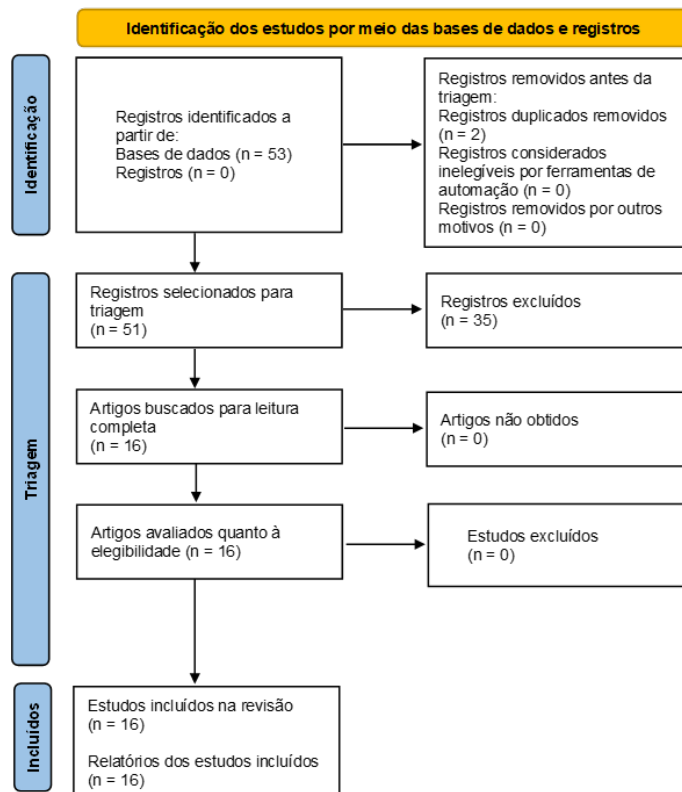 Identificação dos estudos por meio das bases de dados e registros
Identificação
Registros identificados a
partir de:
Bases de dados (n = 53)
Registros (n = 0)
Registros removidos antes da
triagem:
Registros duplicados removidos
(n = 2)
Registros considerados
inelegíveis por ferramentas de
automação (n = 0)
Registros removidos por outros
motivos (n = 0)
Triagem
Registros selecionados para
triagem
(n = 51)
Registros excluídos
(n = 35)
Artigos buscados para leitura
completa
(n = 16)
Artigos não obtidos
(n = 0)
Artigos avaliados quanto à
elegibilidade (n = 16)
Estudos excluídos
(n = 0)
Incluídos
Estudos incluídos na revisão
(n = 16)
Relatórios dos estudos incluídos
(n = 16)